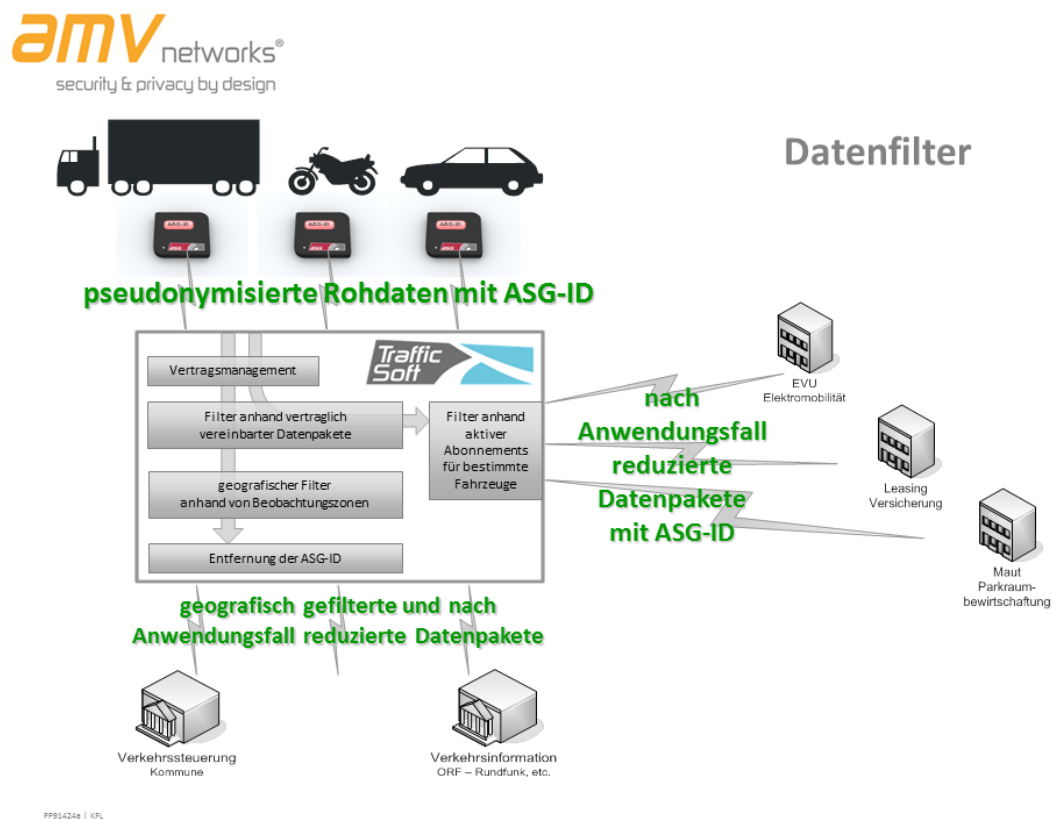 amv networks®
security & privacy by design
Datenfilter
ASG-ID
ASG-ID
ASG-ID
asg
asg
asg
pseudonymisierte Rohdaten mit ASG-ID
Traffic
Soft
Vertragsmanagement
Filter anhand vertraglich
vereinbarter Datenpakete
geografischer Filter
anhand von Beobachtungszonen
Entfernung der ASG-ID
Filter anhand
aktiver
Abonnements
für bestimmte
Fahrzeuge
nach
Anwendungsfall
reduzierte
Datenpakete
mit ASG-ID
EVU
Elektromobilität
Leasing
Versicherung
Maut
Parkraum-
bewirtschaftung
geografisch gefilterte und nach
Anwendungsfall reduzierte Datenpakete
Verkehrssteuerung
Kommune
Verkehrsinformation
ORF – Rundfunk, etc.
PP91424a | KFL